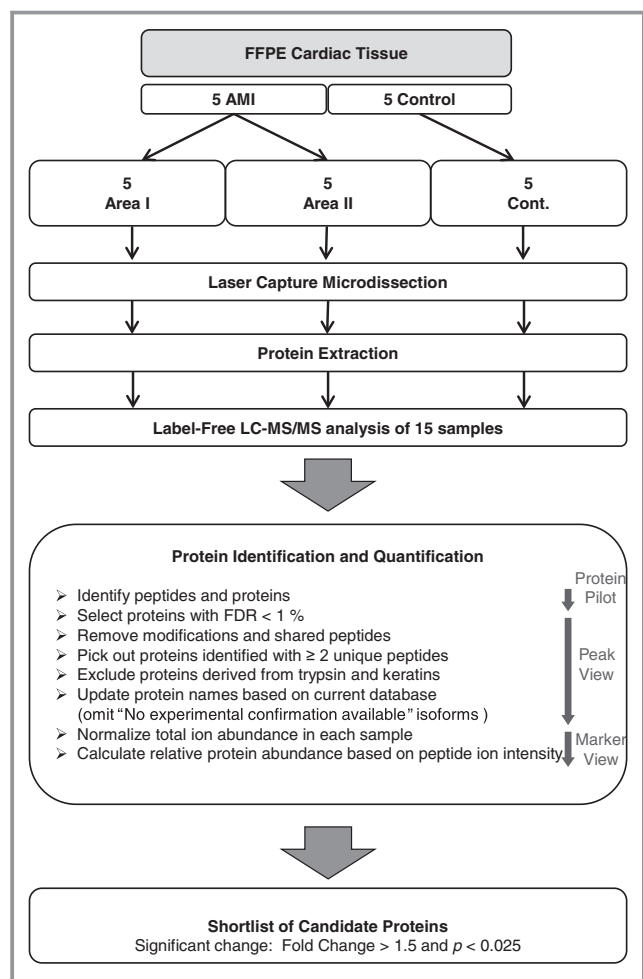 FFPE Cardiac Tissue
5 AMI
5 Control
5
Area I
5
Area II
5
Cont.
Laser Capture Microdissection
Protein Extraction
Label-Free LC-MS/MS analysis of 15 samples
Protein Identification and Quantification
➢ Identify peptides and proteins
➢ Select proteins with FDR < 1 %
➢ Remove modifications and shared peptides
➢ Pick out proteins identified with ≥ 2 unique peptides
➢ Exclude proteins derived from trypsin and keratins
➢ Update protein names based on current database
(omit “No experimental confirmation available” isoforms )
➢ Normalize total ion abundance in each sample
➢ Calculate relative protein abundance based on peptide ion intensity
Protein
Pilot
Peak
View
Marker
View
Shortlist of Candidate Proteins
Significant change: Fold Change > 1.5 and p < 0.025